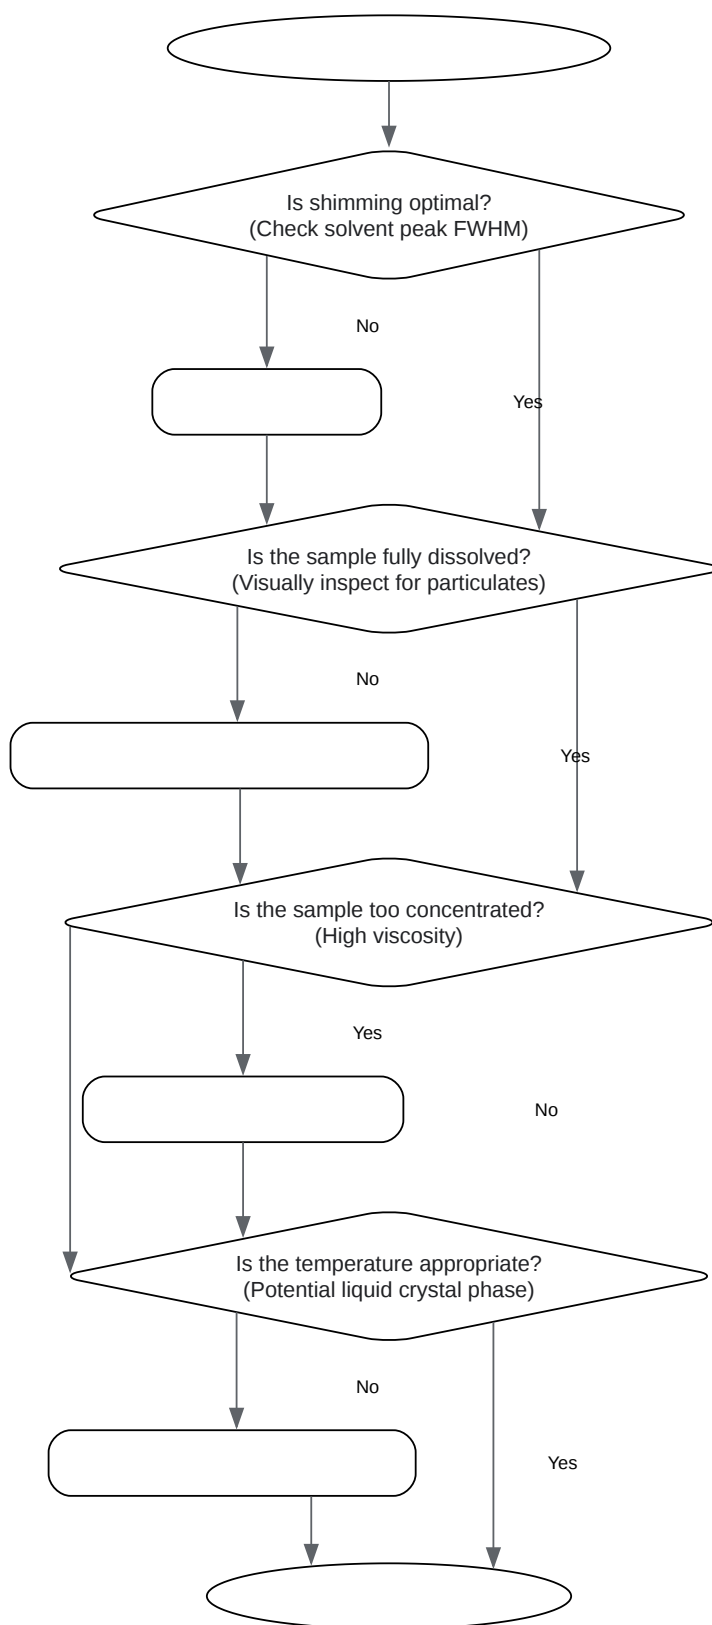 Is shimming optimal?
(Check solvent peak FWHM)
No
Yes
Is the sample fully dissolved?
(Visually inspect for particulates)
No
Yes
Is the sample too concentrated?
(High viscosity)
Yes
No
Is the temperature appropriate?
(Potential liquid crystal phase)
No
Yes